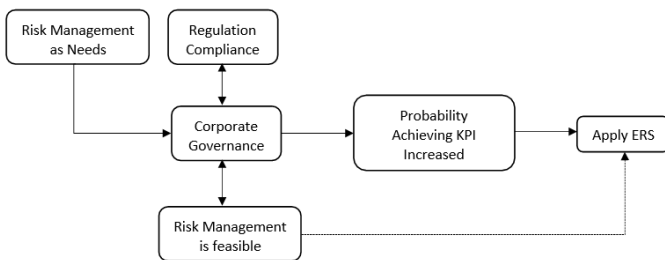 Risk Management
as Needs
Regulation
Compliance
Corporate
Governance
Probability
Achieving KPI
Increased
Apply ERS
Risk Management
is feasible